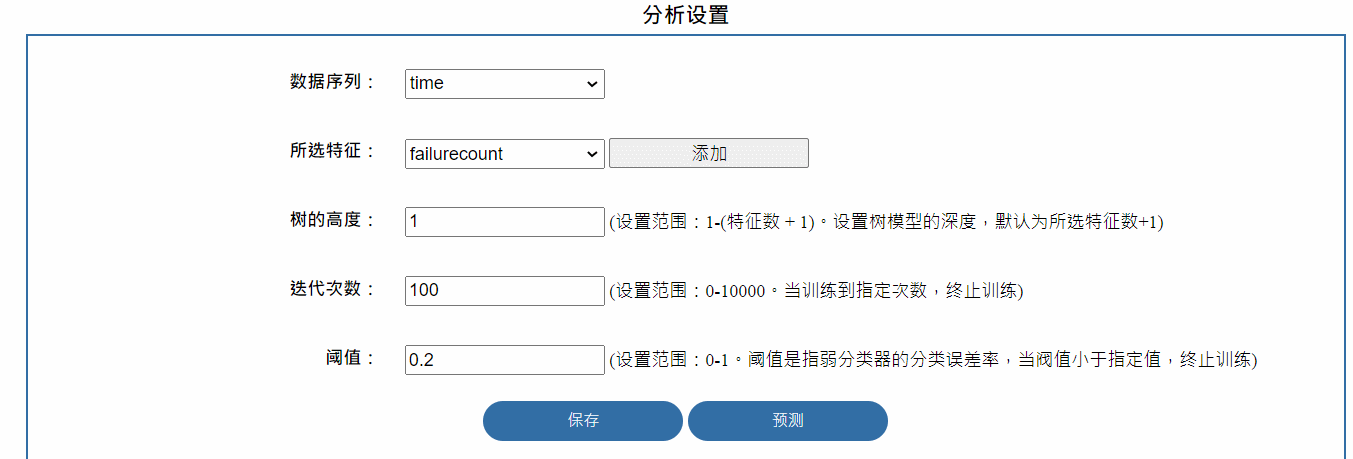 分析设置
数据序列： time
所选特征： failurecount 添加
树的高度： 1 (设置范围：1-(特征数 + 1)。设置树模型的深度，默认为所选特征数+1)
迭代次数： 100 (设置范围：0-10000。当训练到指定次数，终止训练)
阈值： 0.2 (设置范围：0-1。阈值是指弱分类器的分类误差率，当阀值小于指定值，终止训练)
保存 预测